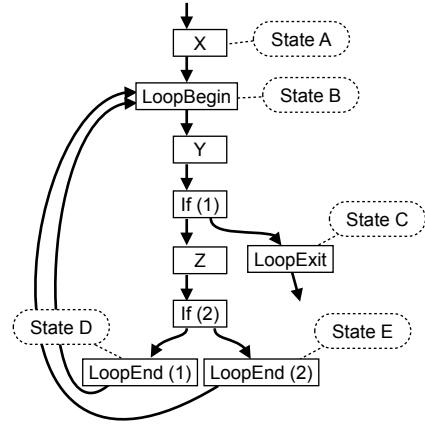 X
State A
LoopBegin
State B
Y
If (1)
State C
Z
LoopExit
If (2)
State D
State E
LoopEnd (1)
LoopEnd (2)